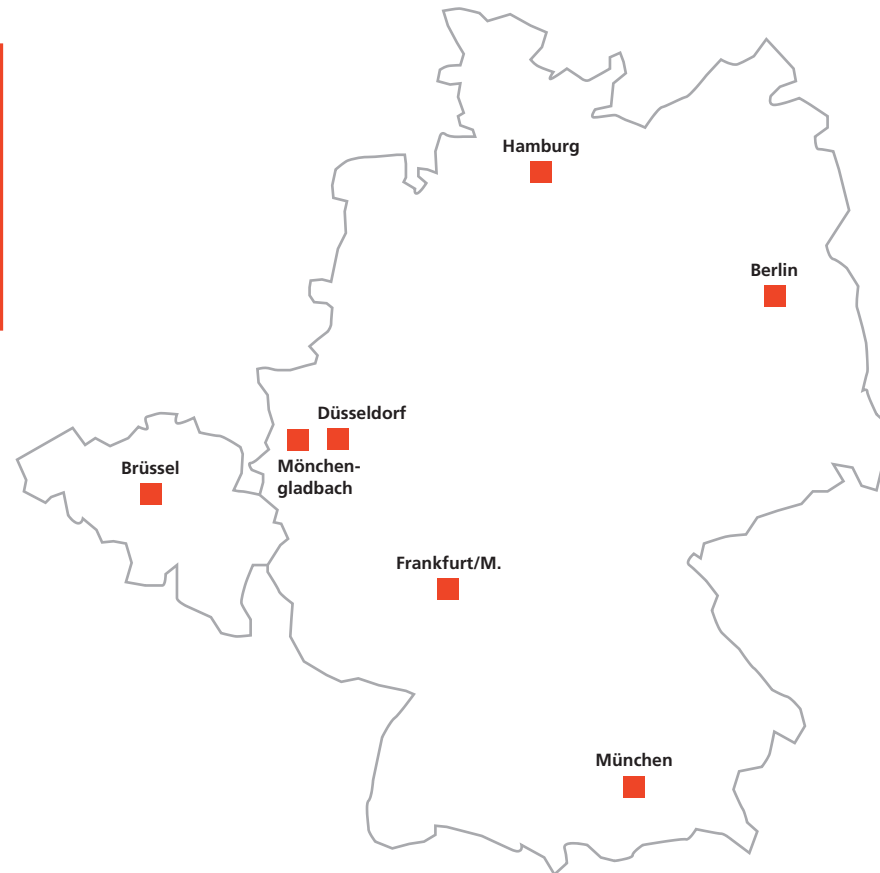 Hamburg
Berlin
Düsseldorf
Mönchen-
gladbach
Brüssel
Frankfurt/M.
München